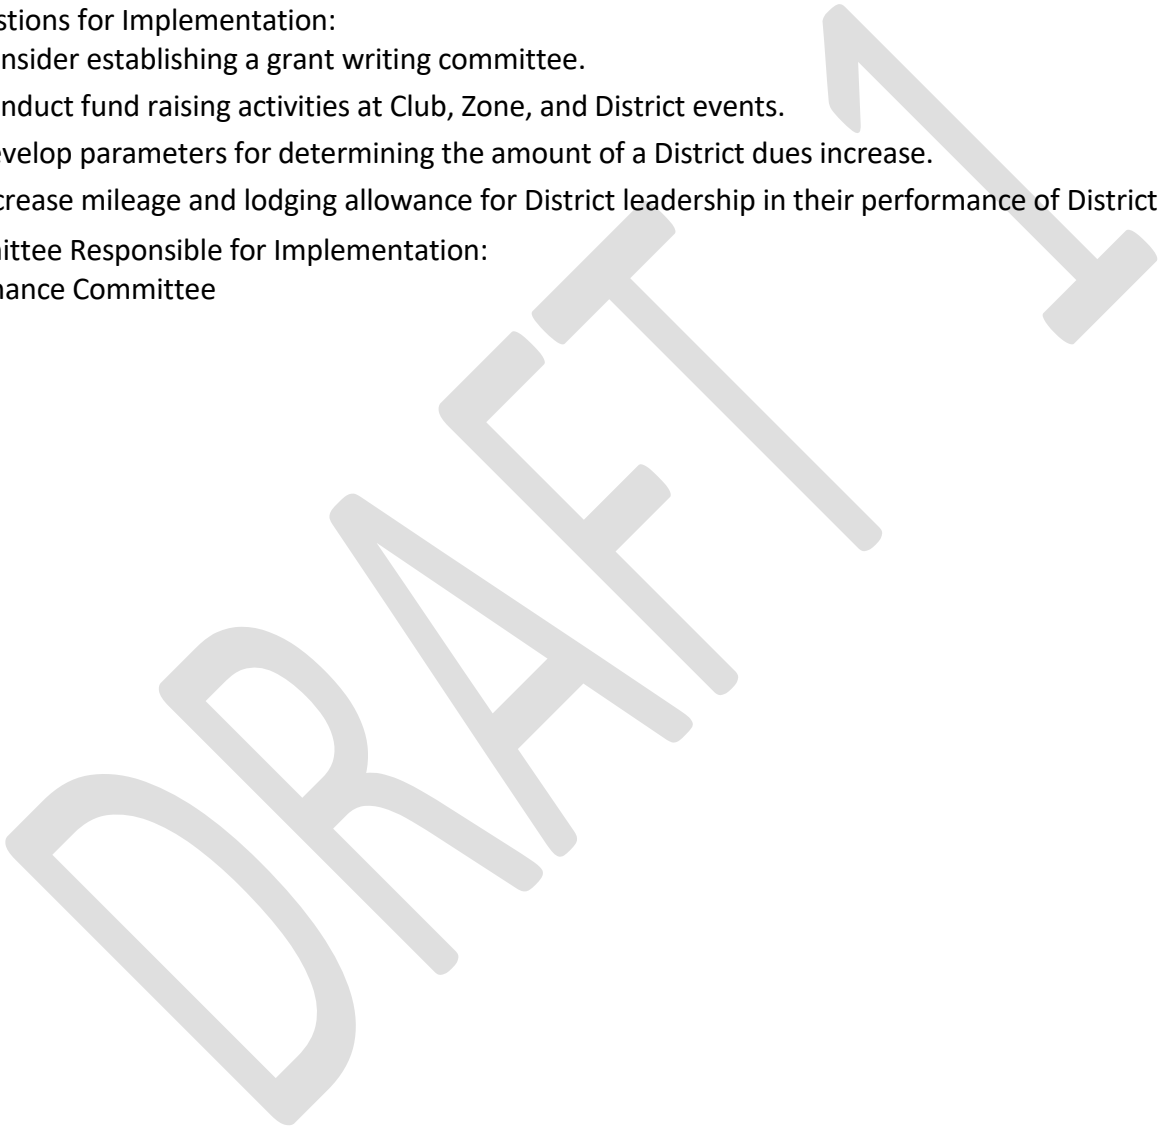 stions for Implementation:
nsider establishing a grant writing committee.
nduct fund raising activities at Club, Zone, and District events.
velop parameters for determining the amount of a District dues increase.
crease mileage and lodging allowance for District leadership in their performance of District
ittee Responsible for Implementation:
nance Committee
DRAFT 1